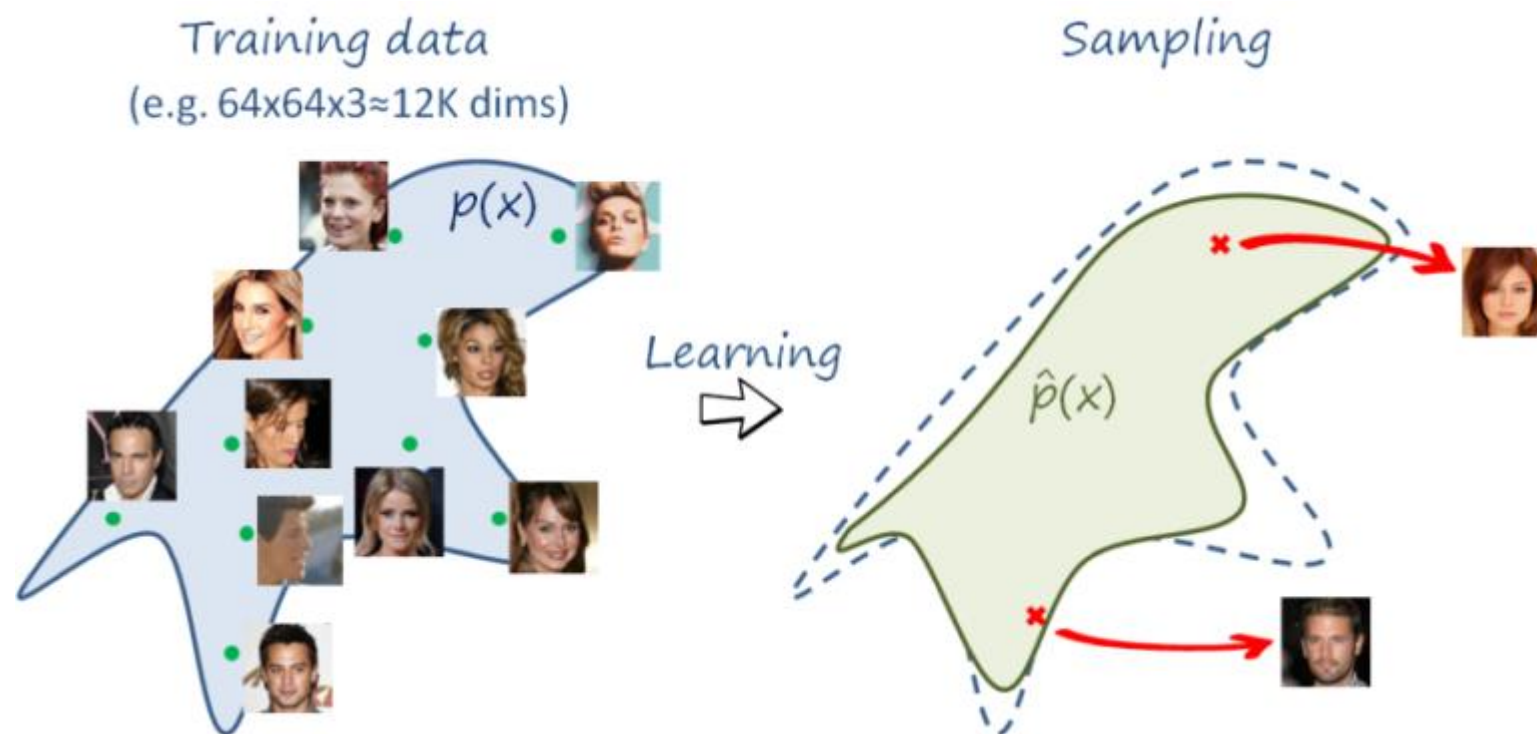 Training data
(e.g. 64x64x3≈12K dims)
p(x)
Learning
Sampling
p̂(x)